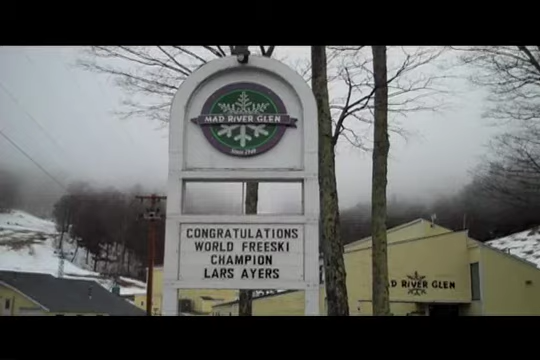 MAD RIVER GLEN
Since 1948
CONGRATULATIONS
WORLD FREESKI
CHAMPION
LARS AYERS
D RIVER GLEN